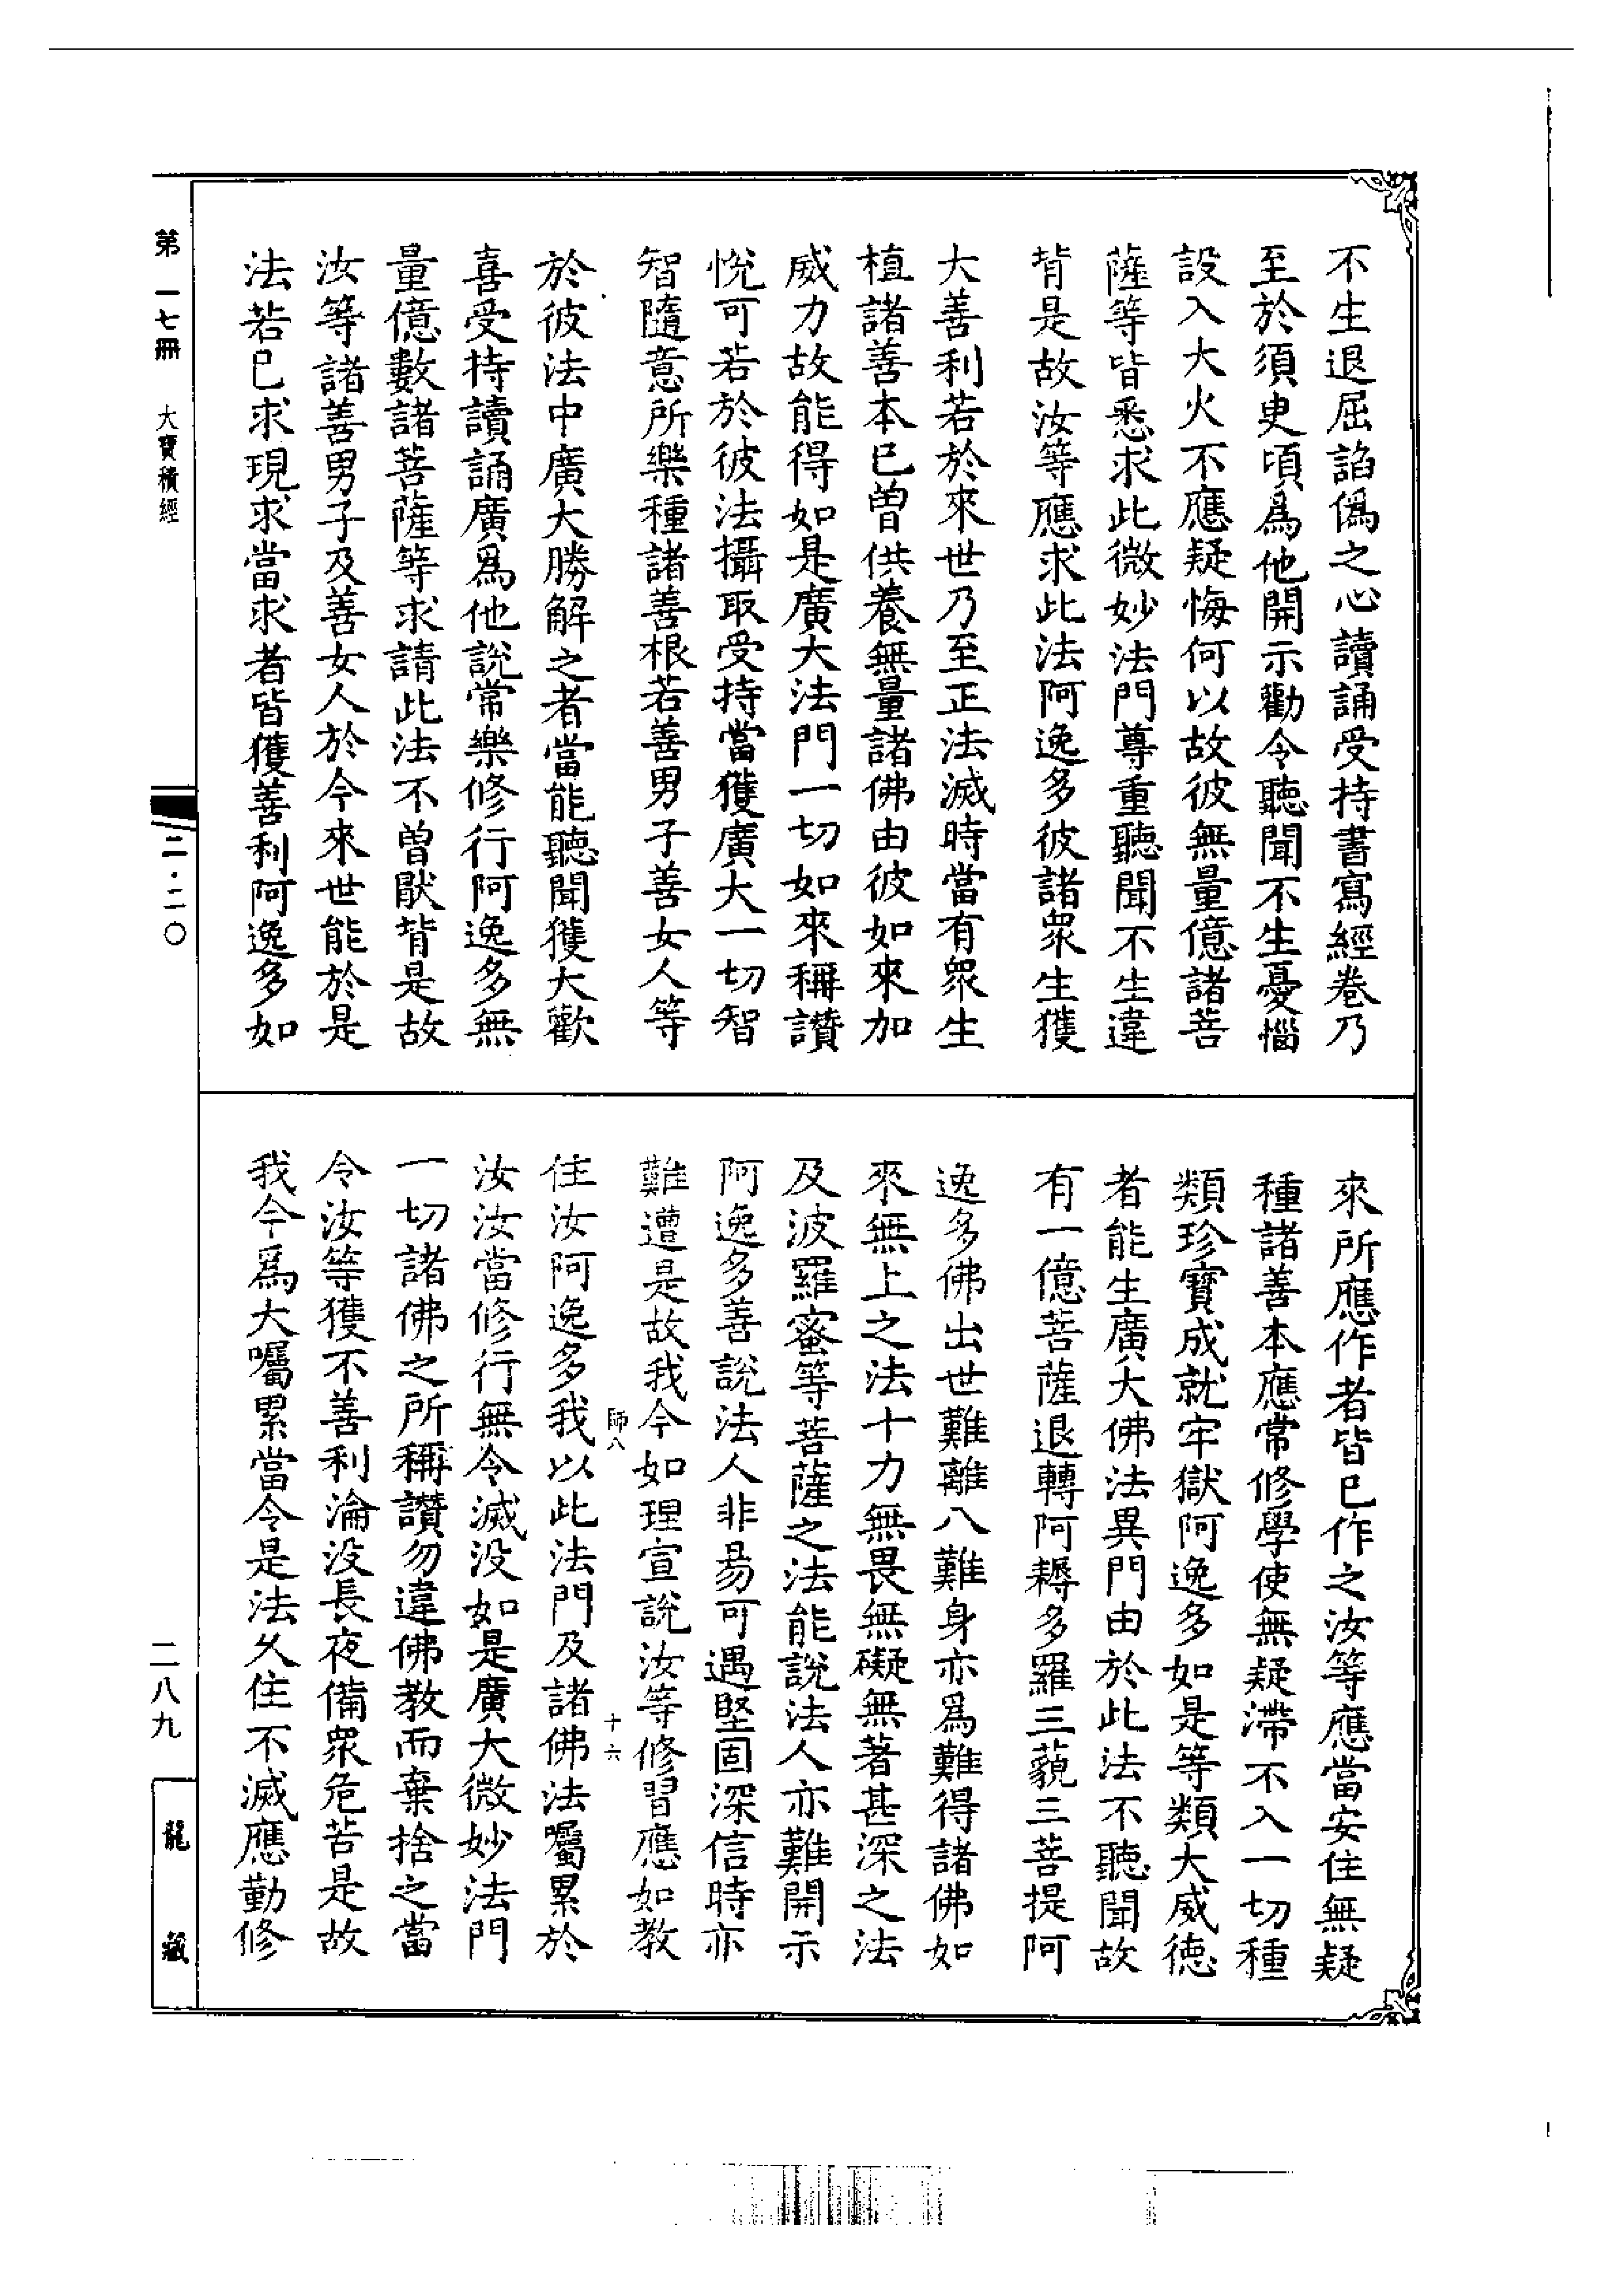 不生退屈諂僞之心讀誦受持書寫經卷乃
至於須史頃爲他開示勸令聽聞不生憂惱
設入大火不應疑悔何以故彼無量億諸菩
薩等皆悉求此微妙法門尊重聽聞不生違
背是故汝等應求此法阿逸多彼諸衆生獲
大善利若於來世乃至正法滅時當有衆生
植諸善本已曾供養無量諸佛由彼如來加
威力故能得如是廣大法門一切如來稱讚
悅可若於彼法攝取受持當獲廣大一切智
智隨意所樂種諸善根若善男子善女人等
於彼法中廣大勝解之者當能聽聞獲大歡
喜受持讀誦廣爲他說常樂修行阿逸多無
量億數諸菩薩等求請此法不曾厭背是故
汝等諸善男子及善女人於今來世能於是
法若已求現求當求者皆獲善利阿逸多如
來所應作者皆已作之汝等應當安住無疑
種諸善本應常修學使無疑滯不入一切種
類珍寶成就牢獄阿逸多如是等類大威德
者能生廣大佛法異門由於此法不聽聞故
有一億菩薩退轉阿耨多羅三藐三菩提阿
逸多佛出世難離八難身亦爲難得諸佛如
來無上之法十力無畏無礙無著甚深之法
及波羅蜜等菩薩之法能說法人亦難開示
阿逸多善說法人非易可遇堅固深信時亦
難遭是故我今如理宣說汝等修習應如教
師八
十六
住汝阿逸多我以此法門及諸佛法囑累於
汝汝當修行無令滅没如是廣大微妙法門
一切諸佛之所稱讚勿違佛教而棄捨之當
令汝等獲不善利淪没長夜備衆危苦是故
我今爲大囑累當令是法久住不滅應勤修
第一七冊
大寶積經
二·二〇
二八九
龍藏